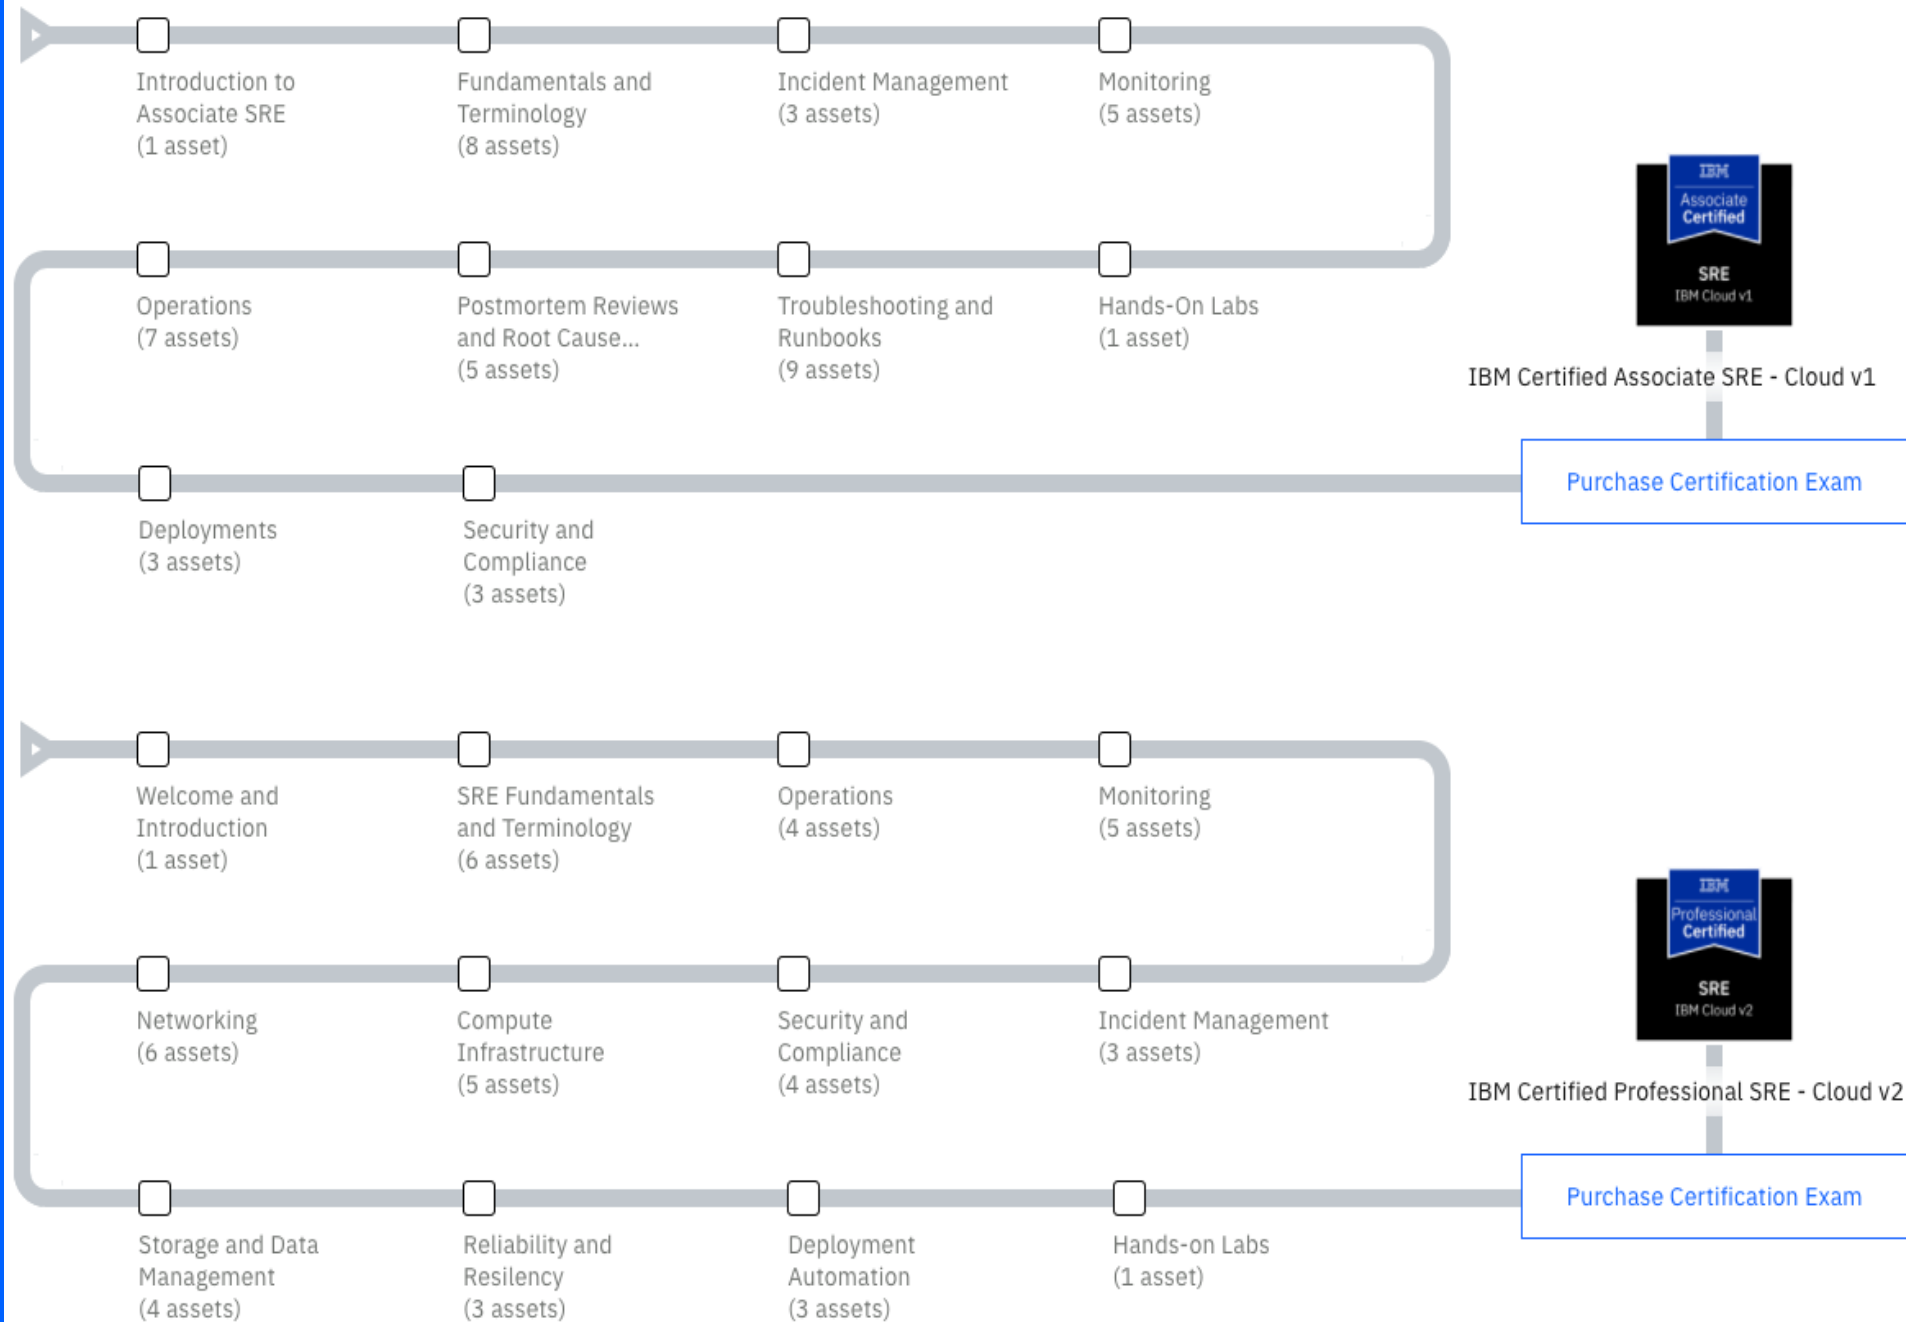 Introduction to
Associate SRE
(1 asset)
Fundamentals and
Terminology
(8 assets)
Incident Management
(3 assets)
Monitoring
(5 assets)
IBM
Associate
Certified
SRE
IBM Cloud v1
IBM Certified Associate SRE - Cloud v1
Operations
(7 assets)
Postmortem Reviews
and Root Cause...
(5 assets)
Troubleshooting and
Runbooks
(9 assets)
Hands-On Labs
(1 asset)
Purchase Certification Exam
Deployments
(3 assets)
Security and
Compliance
(3 assets)
Welcome and
Introduction
(1 asset)
SRE Fundamentals
and Terminology
(6 assets)
Operations
(4 assets)
Monitoring
(5 assets)
IBM
Professional
Certified
SRE
IBM Cloud v2
IBM Certified Professional SRE - Cloud v2
Networking
(6 assets)
Compute
Infrastructure
(5 assets)
Security and
Compliance
(4 assets)
Incident Management
(3 assets)
Purchase Certification Exam
Storage and Data
Management
(4 assets)
Reliability and
Resilency
(3 assets)
Deployment
Automation
(3 assets)
Hands-on Labs
(1 asset)